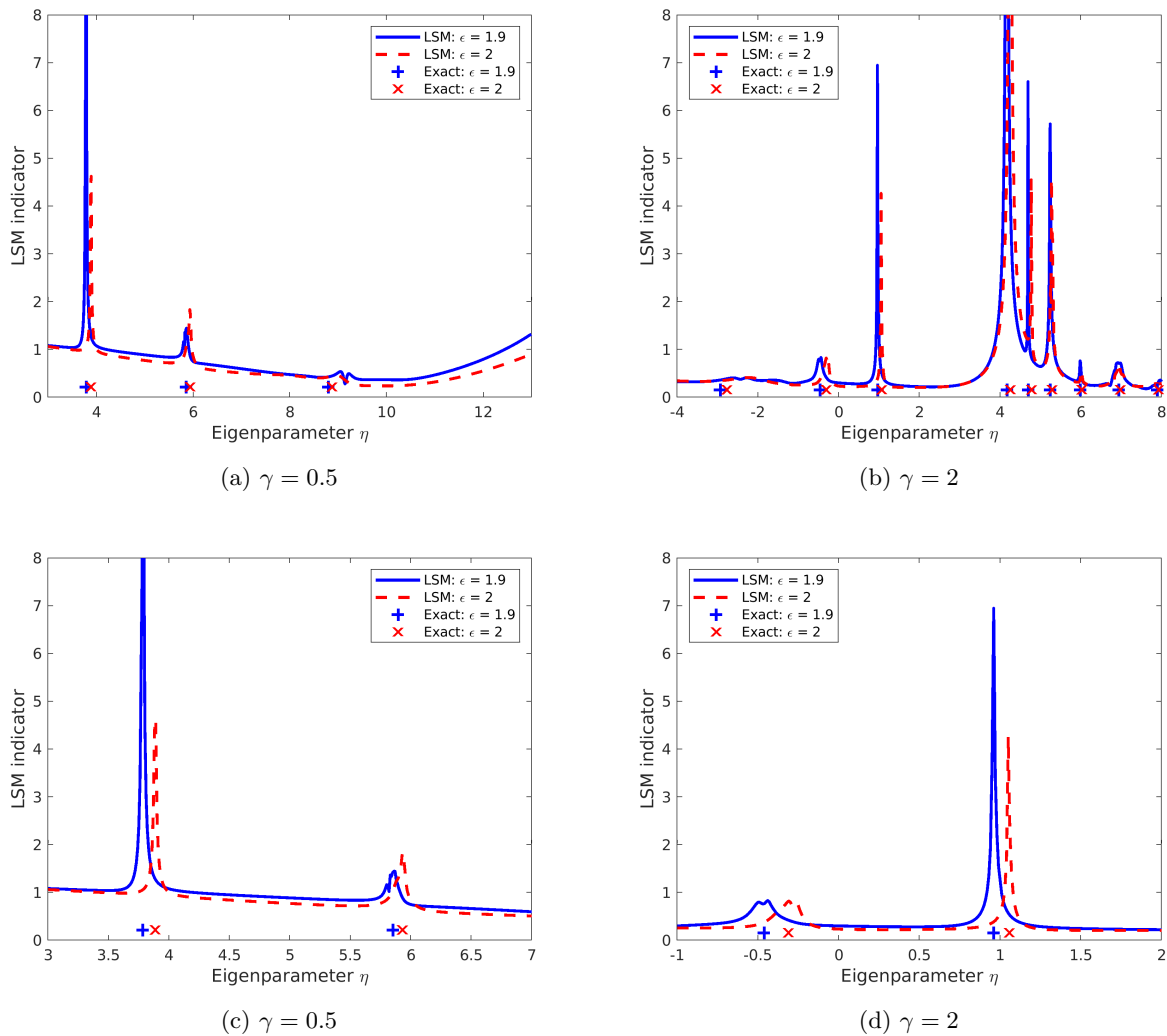 8
7
6
5
4
3
2
1
0
LSM indicator
4
6
8
10
12
Eigenparameter η
LSM: ϵ = 1.9
LSM: ϵ = 2
Exact: ϵ = 1.9
Exact: ϵ = 2
(a) γ = 0.5
8
7
6
5
4
3
2
1
0
LSM indicator
-4
-2
0
2
4
6
8
Eigenparameter η
LSM: ϵ = 1.9
LSM: ϵ = 2
Exact: ϵ = 1.9
Exact: ϵ = 2
(b) γ = 2
8
7
6
5
4
3
2
1
0
LSM indicator
3
3.5
4
4.5
5
5.5
6
6.5
7
Eigenparameter η
LSM: ϵ = 1.9
LSM: ϵ = 2
Exact: ϵ = 1.9
Exact: ϵ = 2
(c) γ = 0.5
8
7
6
5
4
3
2
1
0
LSM indicator
-1
-0.5
0
0.5
1
1.5
2
Eigenparameter η
LSM: ϵ = 1.9
LSM: ϵ = 2
Exact: ϵ = 1.9
Exact: ϵ = 2
(d) γ = 2